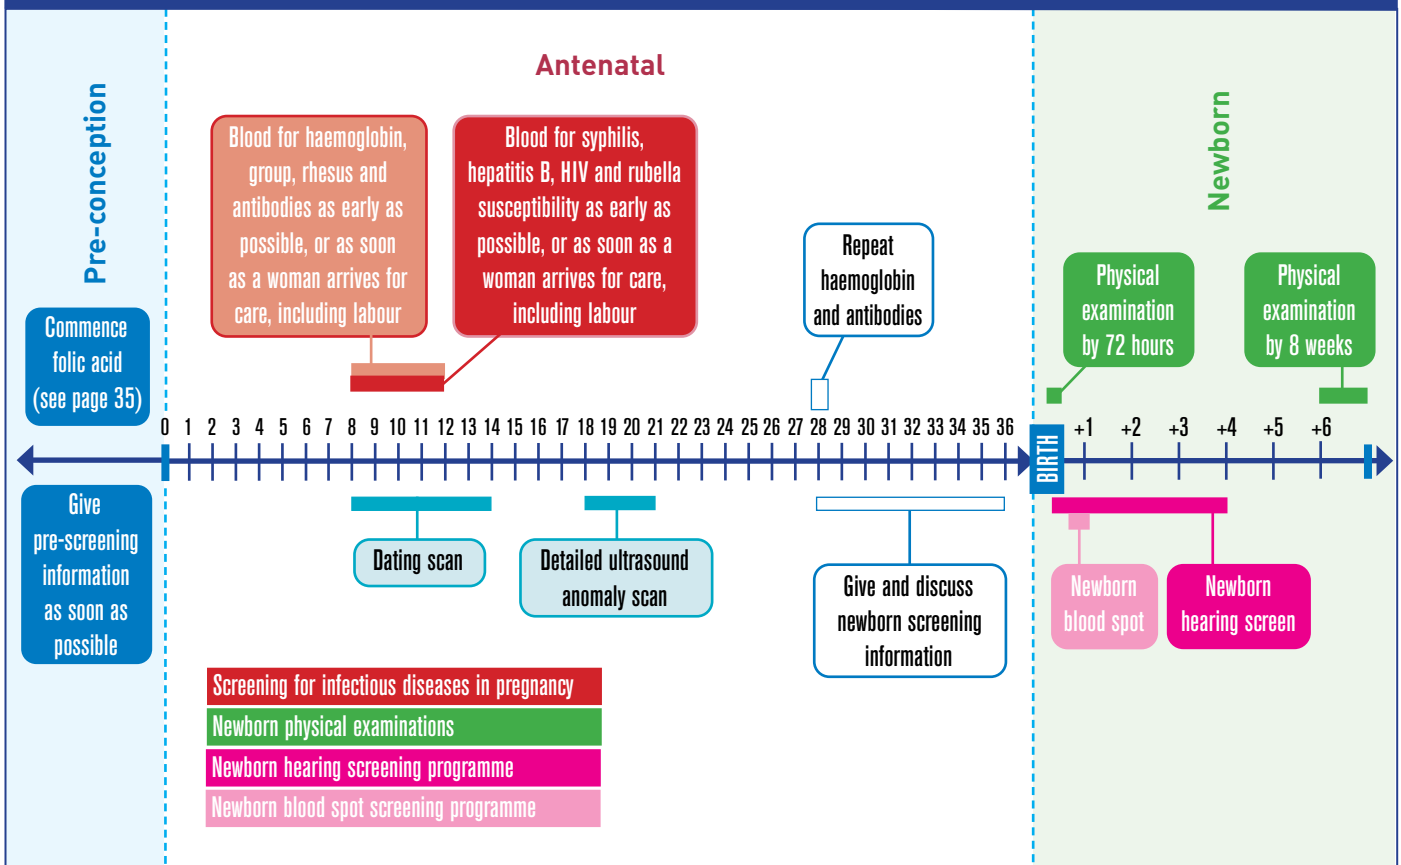 Antenatal
Pre-conception
Newborn
Blood for haemoglobin,
group, rhesus and
antibodies as early as
possible, or as soon
as a woman arrives for
care, including labour
Blood for syphilis,
hepatitis B, HIV and rubella
susceptibility as early as
possible, or as soon as a
woman arrives for care,
including labour
Repeat
haemoglobin
and antibodies
Physical
examination
by 72 hours
Physical
examination
by 8 weeks
Commence
folic acid
(see page 35)
0 1 2 3 4 5 6 7 8 9 10 11 12 13 14 15 16 17 18 19 20 21 22 23 24 25 26 27 28 29 30 31 32 33 34 35 36
BIRTH
+1 +2 +3 +4 +5 +6
Give
pre-screening
information
as soon as
possible
Dating scan
Detailed ultrasound
anomaly scan
Give and discuss
newborn screening
information
Newborn
blood spot
Newborn
hearing screen
Screening for infectious diseases in pregnancy
Newborn physical examinations
Newborn hearing screening programme
Newborn blood spot screening programme